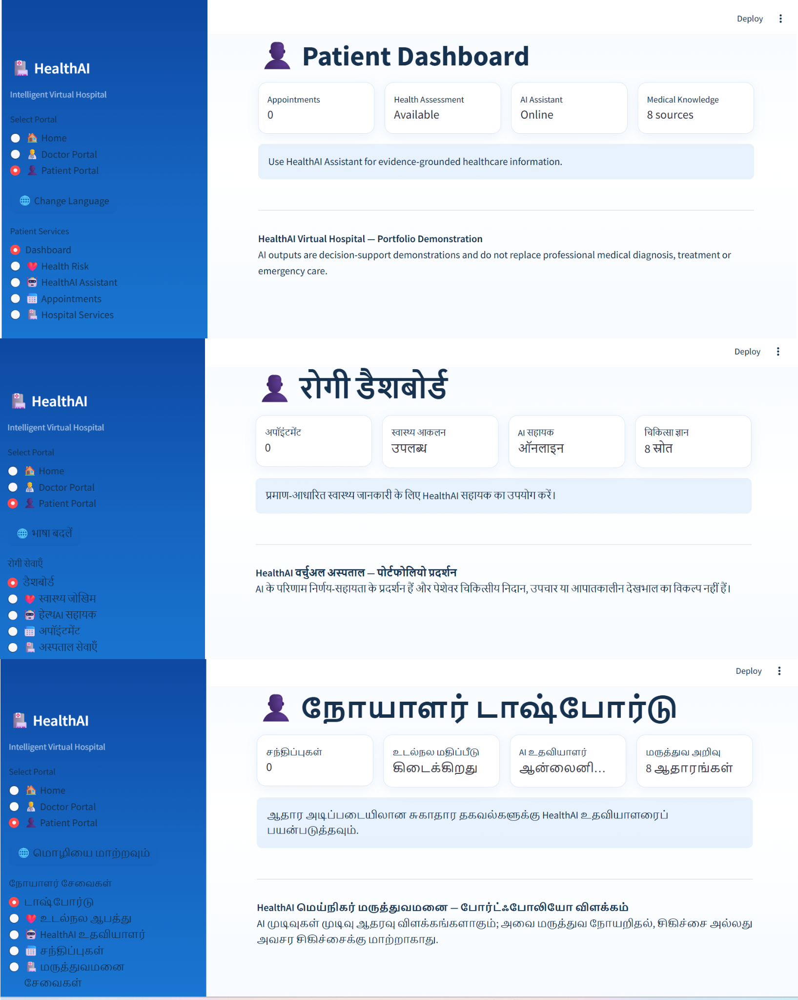 Deploy
HealthAI
Intelligent Virtual Hospital
Select Portal
Home
Doctor Portal
Patient Portal
Change Language
Patient Services
Dashboard
Health Risk
HealthAI Assistant
Appointments
Hospital Services
Patient Dashboard
Appointments
0
Health Assessment
Available
AI Assistant
Online
Medical Knowledge
8 sources
Use HealthAI Assistant for evidence-grounded healthcare information.
HealthAI Virtual Hospital — Portfolio Demonstration
AI outputs are decision-support demonstrations and do not replace professional medical diagnosis, treatment or
emergency care.
Deploy
HealthAI
Intelligent Virtual Hospital
Select Portal
Home
Doctor Portal
Patient Portal
भाषा बदलें
रोगी सेवाएँ
डैशबोर्ड
स्वास्थ्य जोखिम
हेल्थAI सहायक
अपॉइंटमेंट
अस्पताल सेवाएँ
रोगी डैशबोर्ड
अपॉइंटमेंट
0
स्वास्थ्य आकलन
उपलब्ध
AI सहायक
ऑनलाइन
चिकित्सा ज्ञान
8 स्रोत
प्रमाण-आधारित स्वास्थ्य जानकारी के लिए HealthAI सहायक का उपयोग करें।
HealthAI वर्चुअल अस्पताल — पोर्टफोलियो प्रदर्शन
AI के परिणाम निर्णय-सहायता के प्रदर्शन हैं और पेशेवर चिकित्सीय निदान, उपचार या आपातकालीन देखभाल का विकल्प नहीं हैं।
Deploy
HealthAI
Intelligent Virtual Hospital
Select Portal
Home
Doctor Portal
Patient Portal
மொழியை மாற்றவும்
நோயாளர் சேவைகள்
டாஷ்போர்டு
உடல்நல ஆபத்து
HealthAI உதவியாளர்
சந்திப்புகள்
மருத்துவமனை
சேவைகள்
நோயாளர் டாஷ்போர்டு
சந்திப்புகள்
0
உடல்நல மதிப்பீடு
கிடைக்கிறது
AI உதவியாளர்
ஆன்லைனி...
மருத்துவ அறிவு
8 ஆதாரங்கள்
ஆதார அடிப்படையிலான சுகாதார தகவல்களுக்கு HealthAI உதவியாளரைப்
பயன்படுத்தவும்.
HealthAI மெய்நிகர் மருத்துவமனை — போர்ட்ஃபோலியோ விளக்கம்
AI முடிவுகள் முடிவு ஆதரவு விளக்கங்களாகும்; அவை மருத்துவ நோயறிதல், சிகிச்சை அல்லது
அவசர சிகிச்சைக்கு மாற்றாகாது.